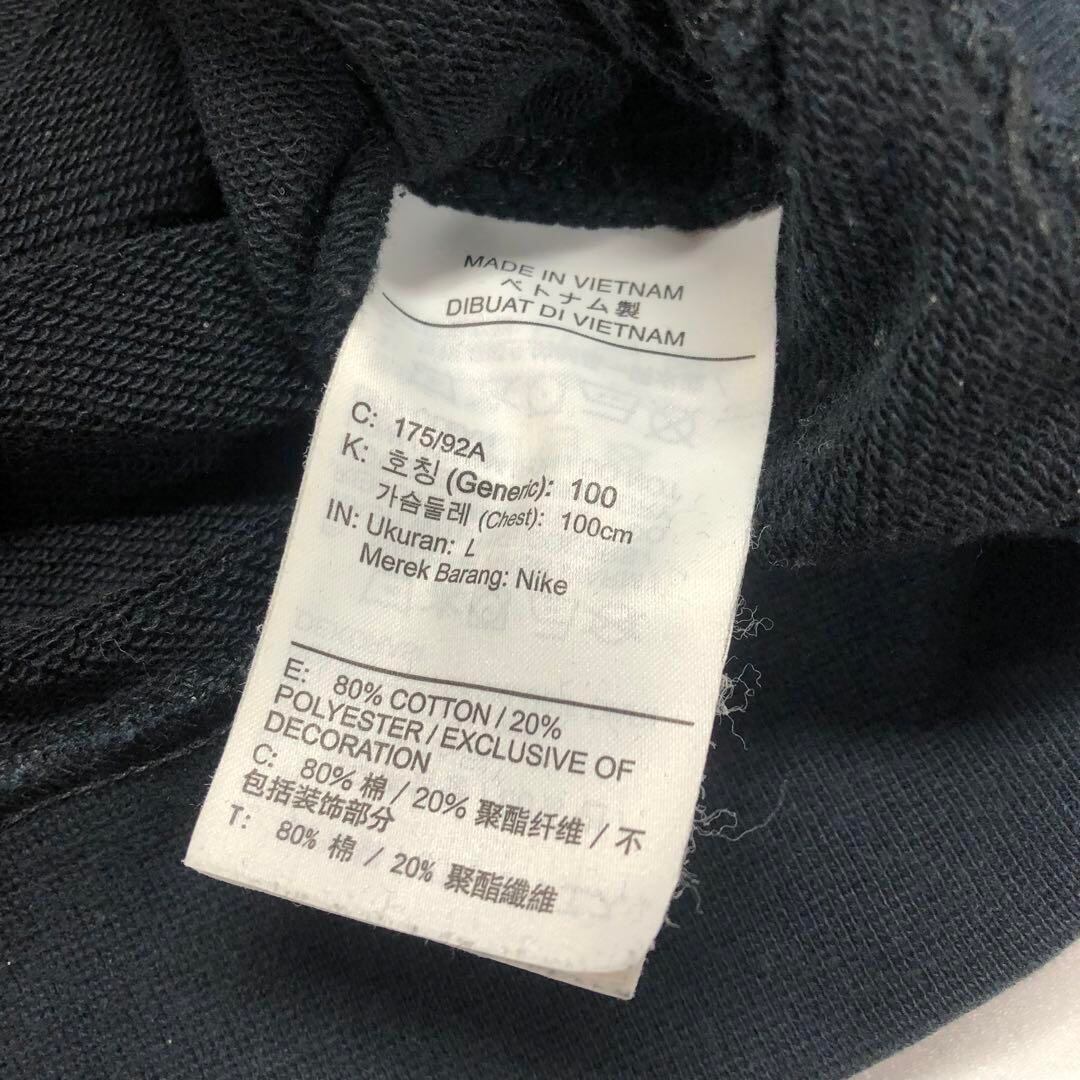 MADE IN VIETNAM
ベトナム製
DIBUAT DI VIETNAM
C: 175/92A
K: 호칭 (Generic): 100
가슴둘레 (Chest): 100cm
IN: Ukuran: L
Merek Barang: Nike
E: 80% COTTON / 20%
POLYESTER / EXCLUSIVE OF
DECORATION
C: 80% 棉 / 20% 聚酯纤维 / 不
包括装饰部分
T: 80% 棉 / 20% 聚酯纖維